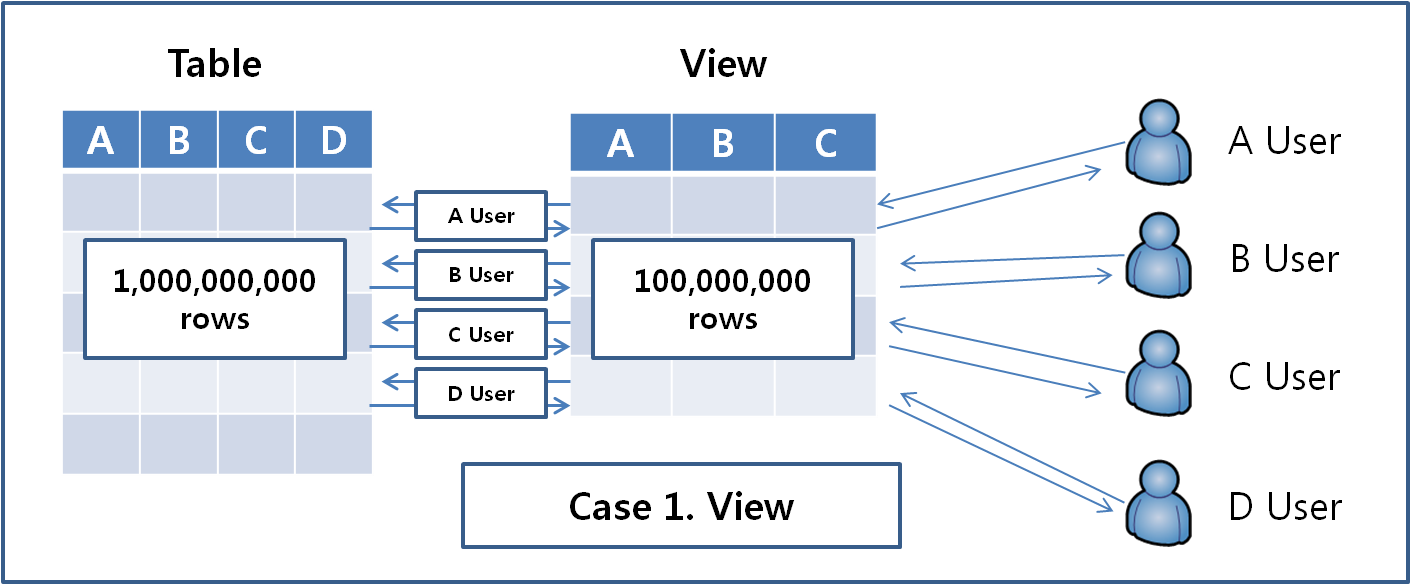 Table
View
A B C D
A B C
A User
B User
C User
D User
1,000,000,000
rows
100,000,000
rows
A User
B User
C User
D User
Case 1. View